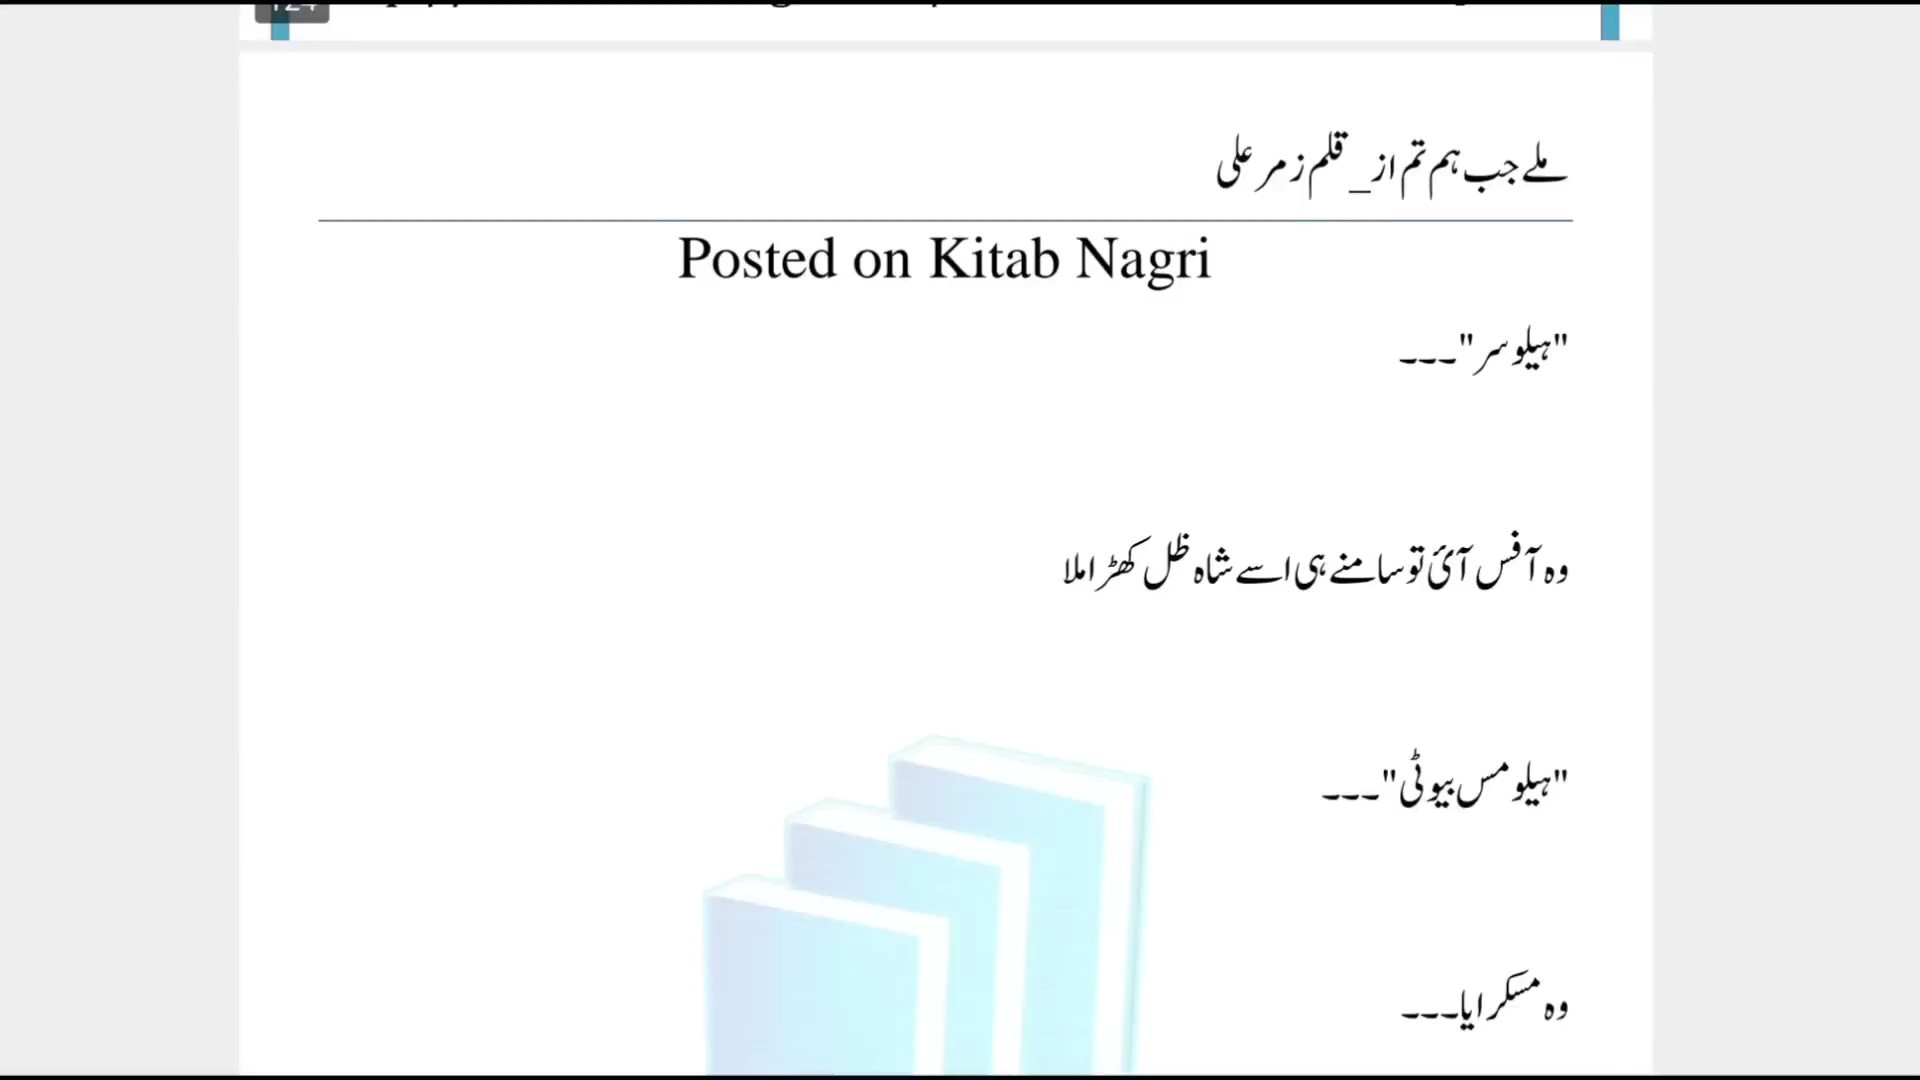 ملے جب ہم تم از_ قلم زمر علی
Posted on Kitab Nagri
"ہیلو سر"۔۔۔
وہ آفس آئ تو سامنے ہی اسے شاہ ظل کھڑا ملا
"ہیلو مس بیوٹی"۔۔۔
وہ مسکرایا۔۔۔